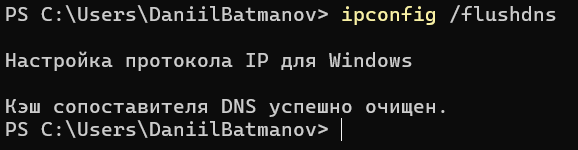 PS C:\Users\DaniilBatmanov> ipconfig /flushdns
Настройка протокола IP для Windows
Кэш сопоставителя DNS успешно очищен.
PS C:\Users\DaniilBatmanov>